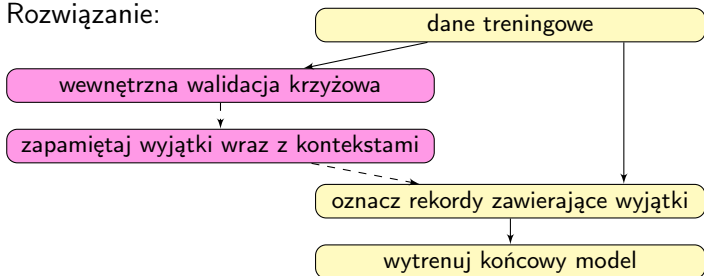 Rozwiązanie:
dane treningowe
wewnętrzna walidacja krzyżowa
zapamiętaj wyjątki wraz z kontekstami
oznacz rekordy zawierające wyjątki
wytrenuj końcowy model